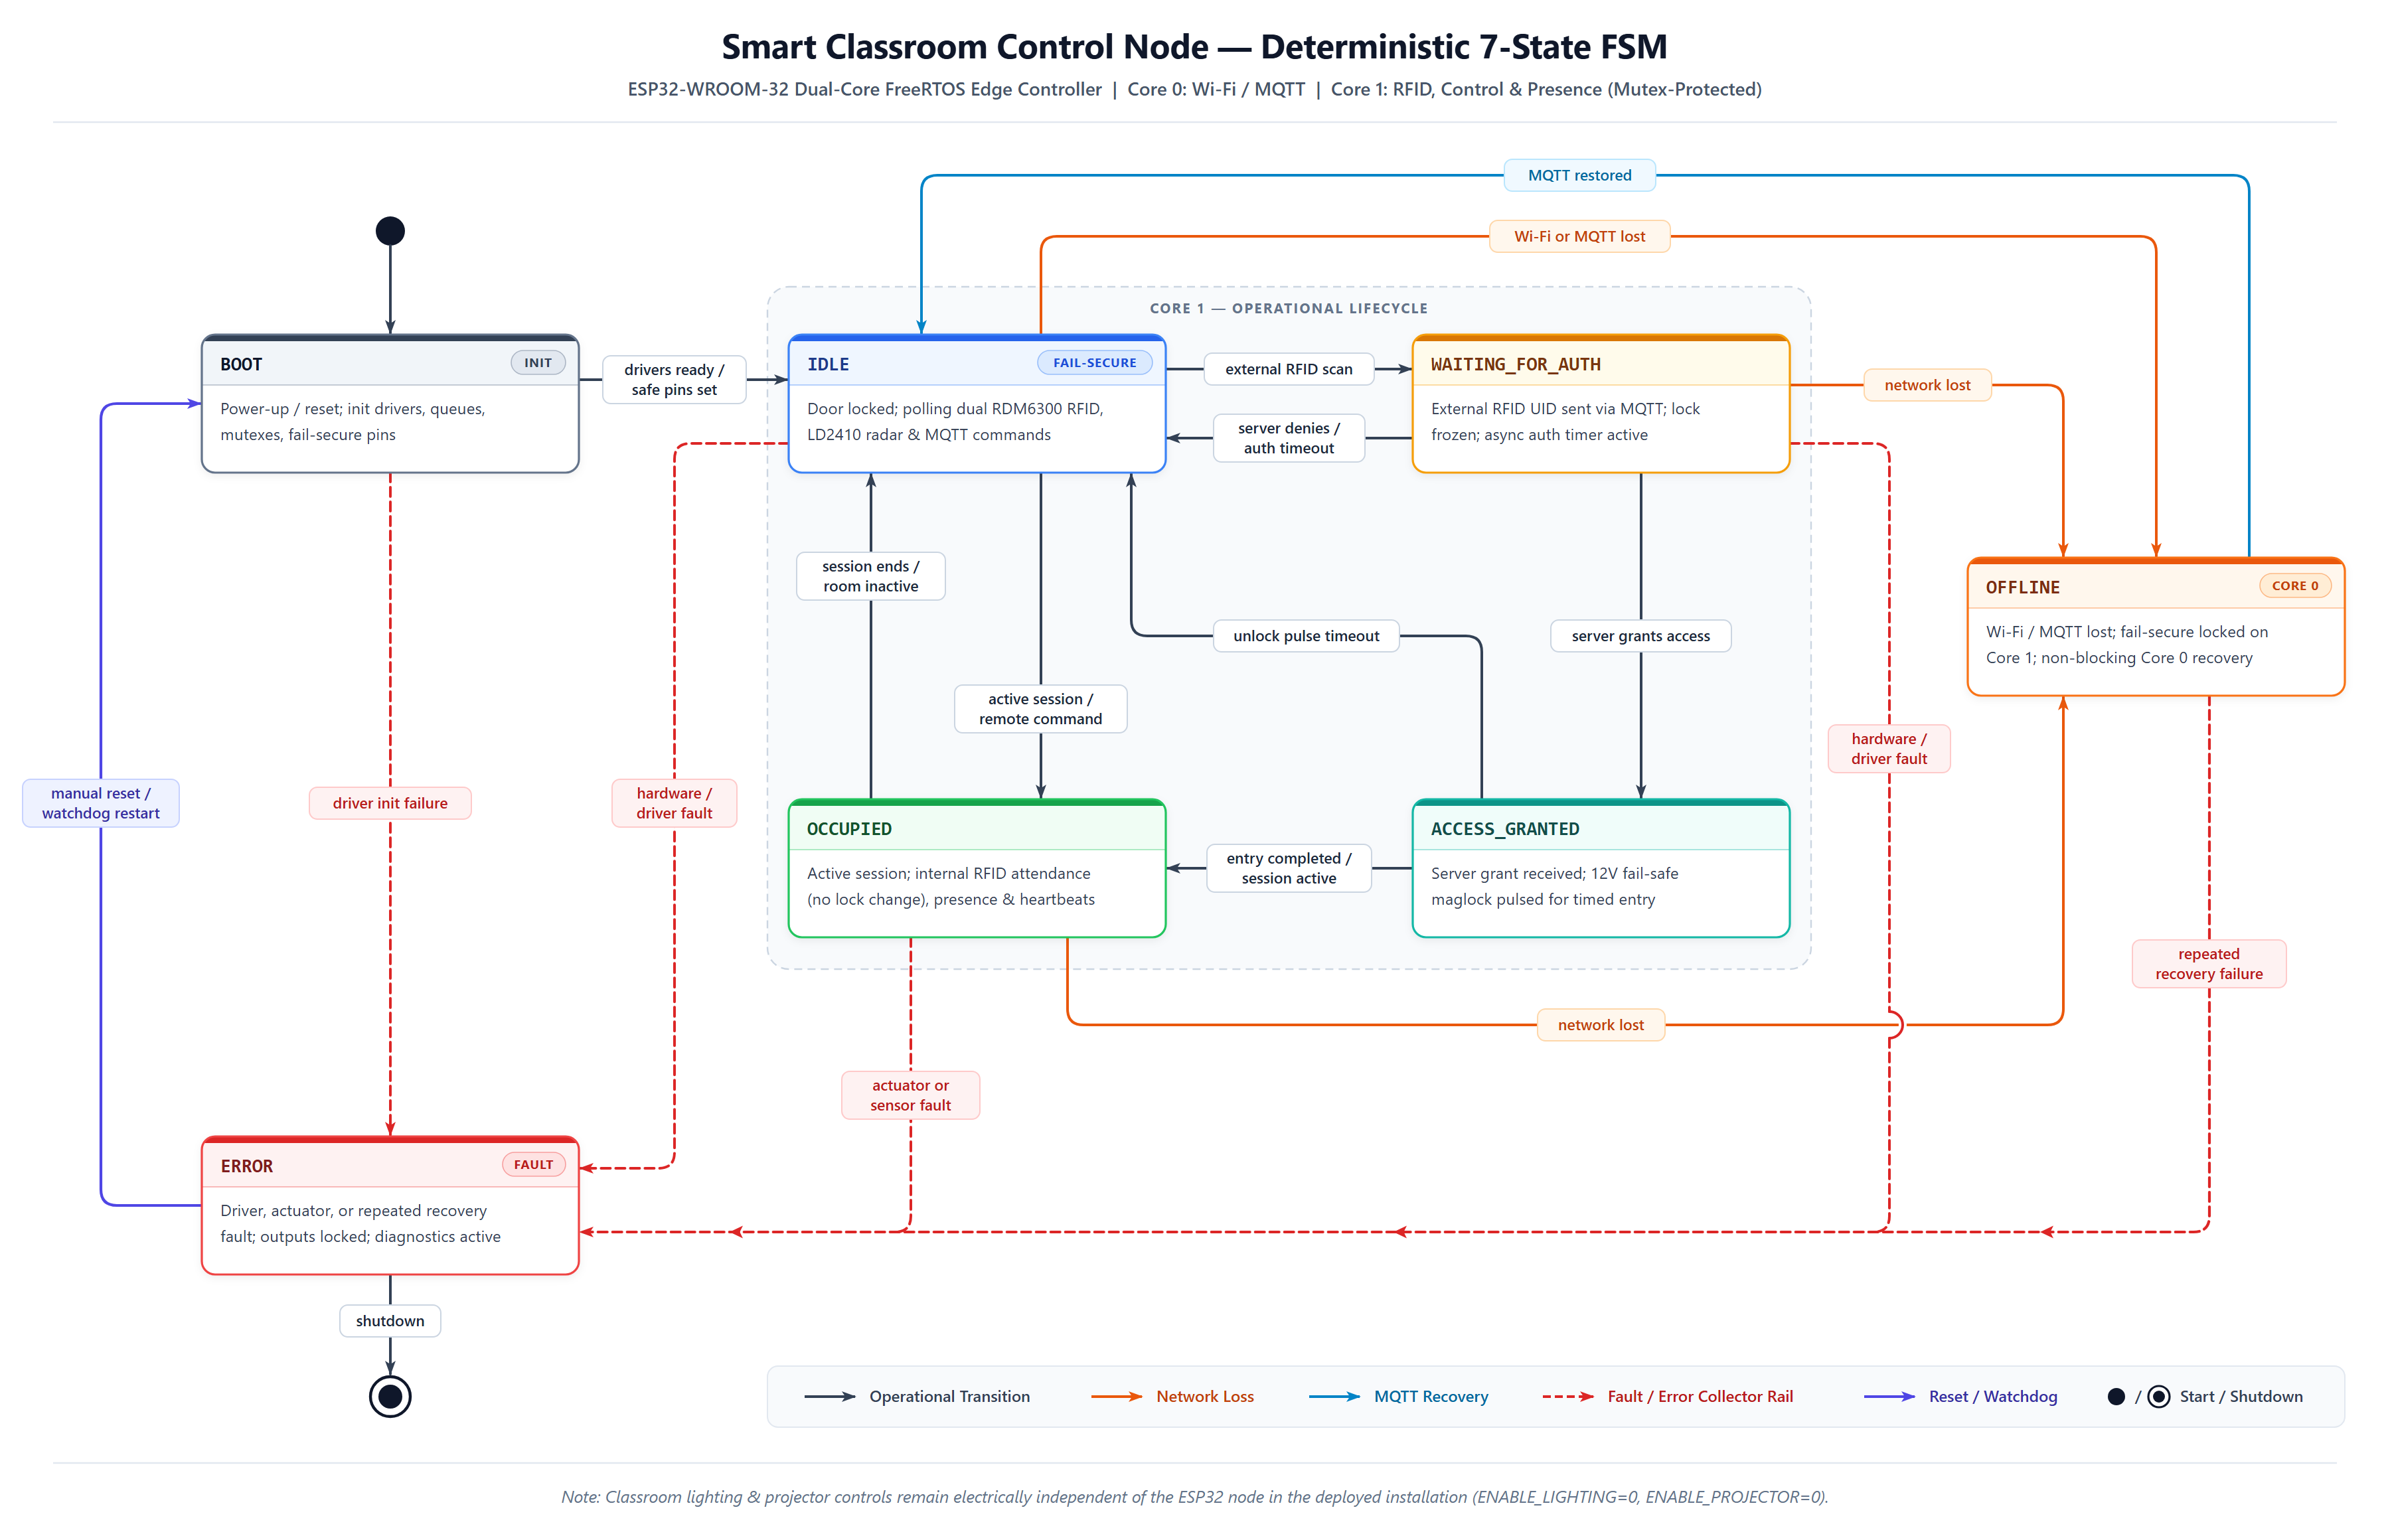 Smart Classroom Control Node — Deterministic 7-State FSM
ESP32-WROOM-32 Dual-Core FreeRTOS Edge Controller | Core 0: Wi-Fi / MQTT | Core 1: RFID, Control & Presence (Mutex-Protected)
MQTT restored
Wi-Fi or MQTT lost
CORE 1 — OPERATIONAL LIFECYCLE
BOOT
INIT
Power-up / reset; init drivers, queues,
mutexes, fail-secure pins
drivers ready /
safe pins set
IDLE
FAIL-SECURE
Door locked; polling dual RDM6300 RFID,
LD2410 radar & MQTT commands
external RFID scan
server denies /
auth timeout
WAITING_FOR_AUTH
External RFID UID sent via MQTT; lock
frozen; async auth timer active
network lost
session ends /
room inactive
unlock pulse timeout
server grants access
OFFLINE
CORE 0
Wi-Fi / MQTT lost; fail-secure locked on
Core 1; non-blocking Core 0 recovery
active session /
remote command
hardware /
driver fault
manual reset /
watchdog restart
driver init failure
hardware /
driver fault
OCCUPIED
Active session; internal RFID attendance
(no lock change), presence & heartbeats
entry completed /
session active
ACCESS_GRANTED
Server grant received; 12V fail-safe
maglock pulsed for timed entry
repeated
recovery failure
network lost
actuator or
sensor fault
ERROR
FAULT
Driver, actuator, or repeated recovery
fault; outputs locked; diagnostics active
shutdown
Operational Transition
Network Loss
MQTT Recovery
Fault / Error Collector Rail
Reset / Watchdog
/
Start / Shutdown
Note: Classroom lighting & projector controls remain electrically independent of the ESP32 node in the deployed installation (ENABLE_LIGHTING=0, ENABLE_PROJECTOR=0).